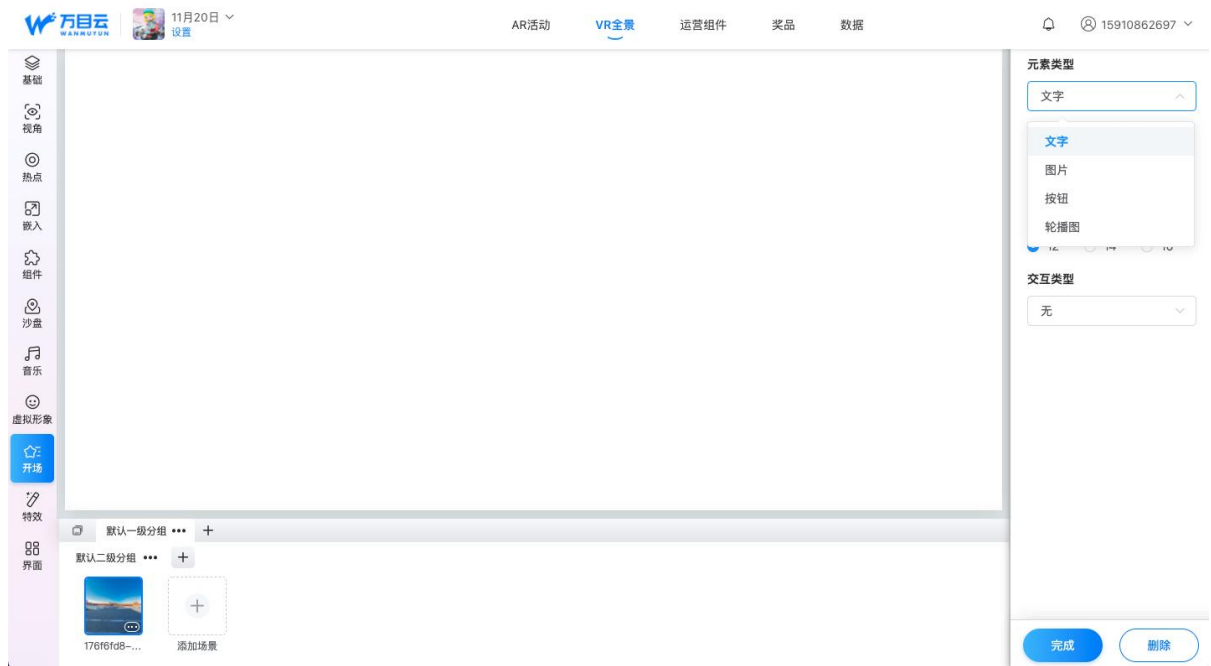 万目云
WANMUYUN
11月20日
设置
AR活动
VR全景
运营组件
奖品
数据
15910862697
基础
视角
热点
嵌入
组件
沙盘
音乐
虚拟形象
开场
特效
界面
默认一级分组 •••
默认二级分组 •••
176f6fd8-...
添加场景
元素类型
文字
文字
图片
按钮
轮播图
交互类型
无
完成
删除